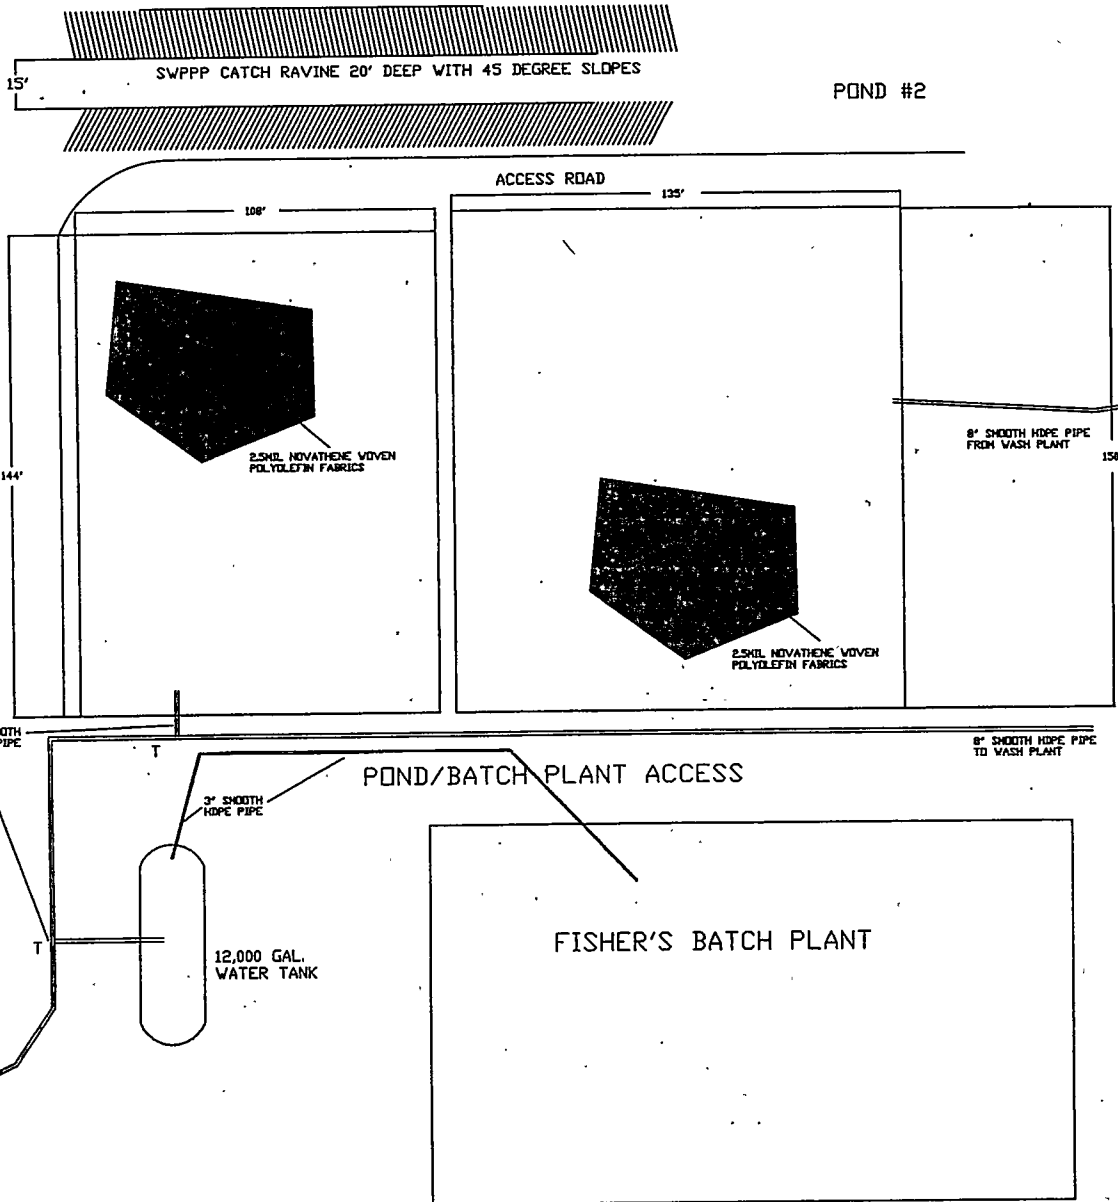 SWPPP CATCH RAVINE 20' DEEP WITH 45 DEGREE SLOPES
15'
POND #2
ACCESS ROAD
108'
135'
2.5MIL NOVATHENE WOVEN
POLYOLEFIN FABRICS
144'
8" SMOOTH HDPE PIPE
FROM WASH PLANT
150
2.5MIL NOVATHENE WOVEN
POLYOLEFIN FABRICS
OTH
PIPE
T
8" SMOOTH HDPE PIPE
TO WASH PLANT
POND/BATCH PLANT ACCESS
3" SMOOTH
HDPE PIPE
T
12,000 GAL.
WATER TANK
FISHER'S BATCH PLANT